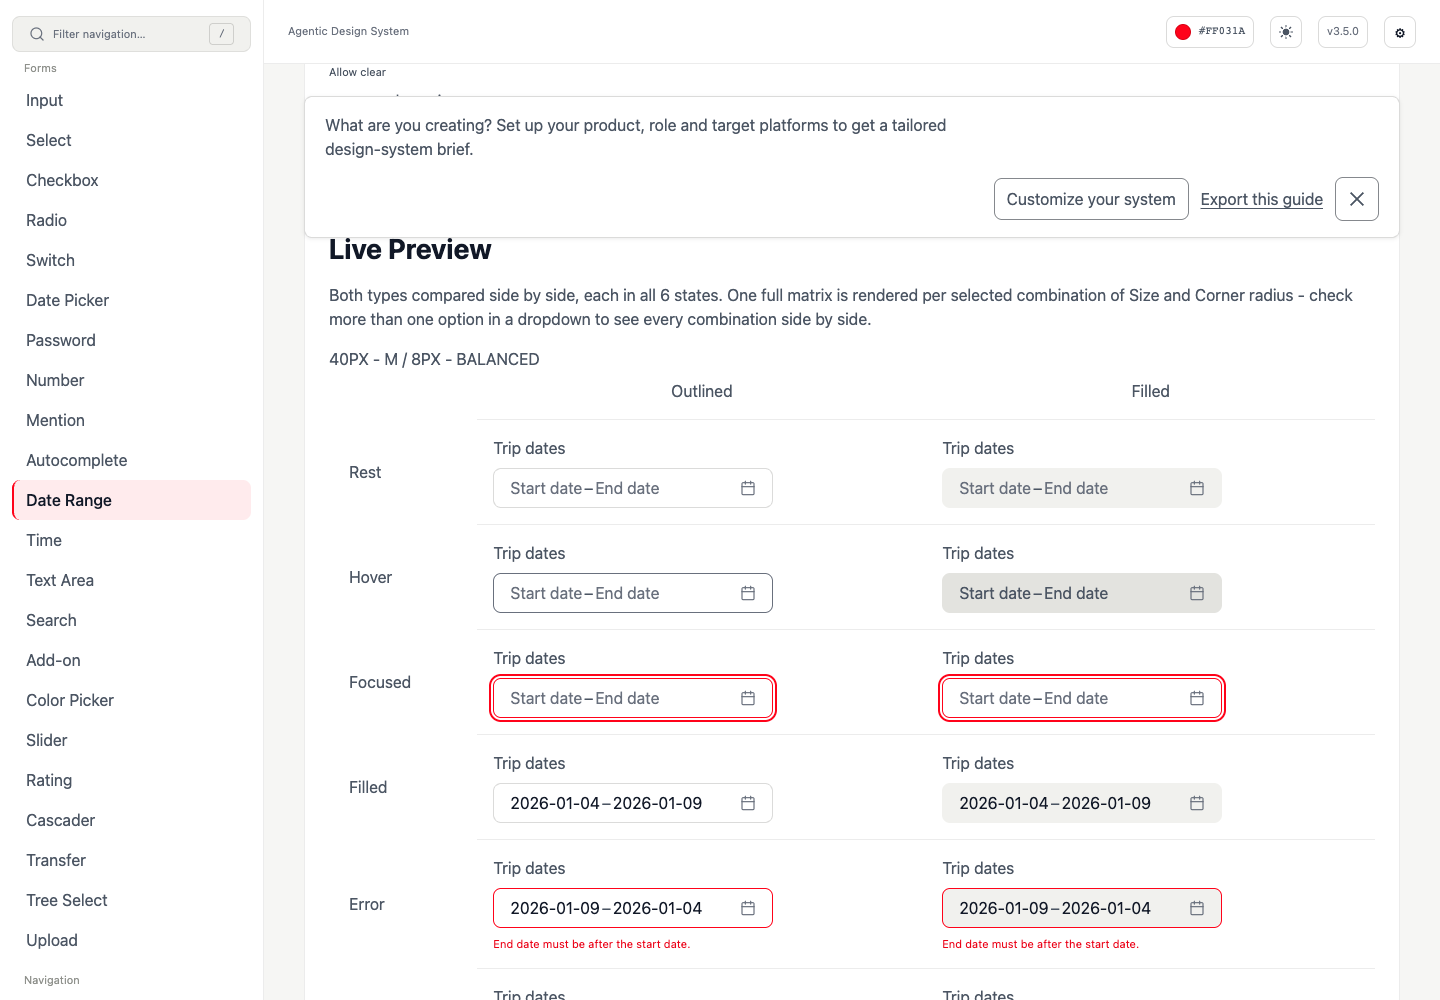 Filter navigation...
/
Forms
Input
Select
Checkbox
Radio
Switch
Date Picker
Password
Number
Mention
Autocomplete
Date Range
Time
Text Area
Search
Add-on
Color Picker
Slider
Rating
Cascader
Transfer
Tree Select
Upload
Navigation
Agentic Design System
#FF031A
v3.5.0
Allow clear
What are you creating? Set up your product, role and target platforms to get a tailored
design-system brief.
Customize your system
Export this guide
Live Preview
Both types compared side by side, each in all 6 states. One full matrix is rendered per selected combination of Size and Corner radius - check
more than one option in a dropdown to see every combination side by side.
40PX - M / 8PX - BALANCED
Outlined
Filled
Rest
Trip dates
Start date – End date
Trip dates
Start date – End date
Hover
Trip dates
Start date – End date
Trip dates
Start date – End date
Focused
Trip dates
Start date – End date
Trip dates
Start date – End date
Filled
Trip dates
2026-01-04 – 2026-01-09
Trip dates
2026-01-04 – 2026-01-09
Error
Trip dates
2026-01-09 – 2026-01-04
End date must be after the start date.
Trip dates
2026-01-09 – 2026-01-04
End date must be after the start date.
Trip dates
Trip dates